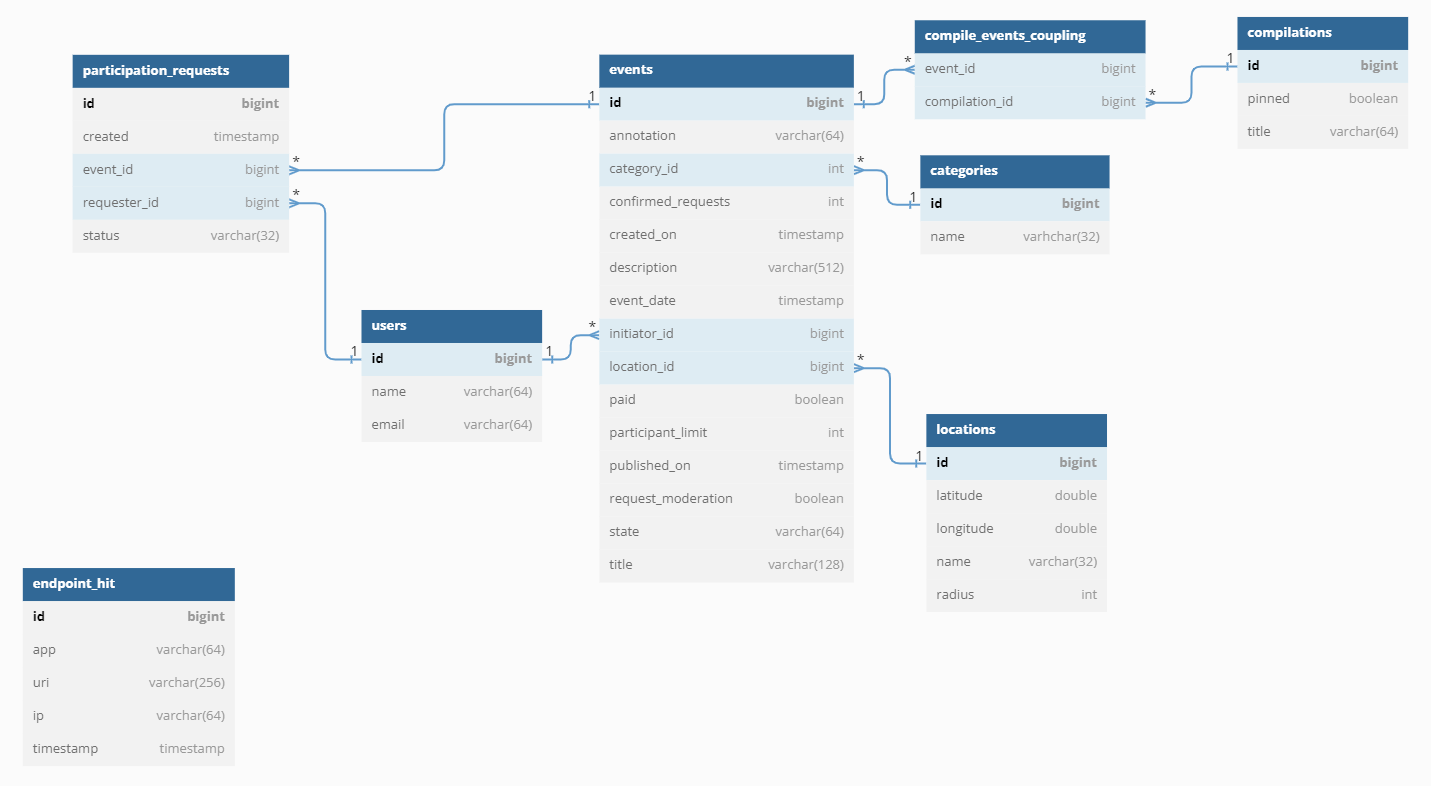 participation_requests
id bigint
created timestamp
event_id bigint
requester_id bigint
status varchar(32)
users
id bigint
name varchar(64)
email varchar(64)
endpoint_hit
id bigint
app varchar(64)
uri varchar(256)
ip varchar(64)
timestamp timestamp
events
id bigint
annotation varchar(64)
category_id int
confirmed_requests int
created_on timestamp
description varchar(512)
event_date timestamp
initiator_id bigint
location_id bigint
paid boolean
participant_limit int
published_on timestamp
request_moderation boolean
state varchar(64)
title varchar(128)
compile_events_coupling
event_id bigint
compilation_id bigint
compilations
id bigint
pinned boolean
title varchar(64)
categories
id bigint
name varhchar(32)
locations
id bigint
latitude double
longitude double
name varchar(32)
radius int
*
1
*
1
1
*
1
*
*
1
*
1
*
1